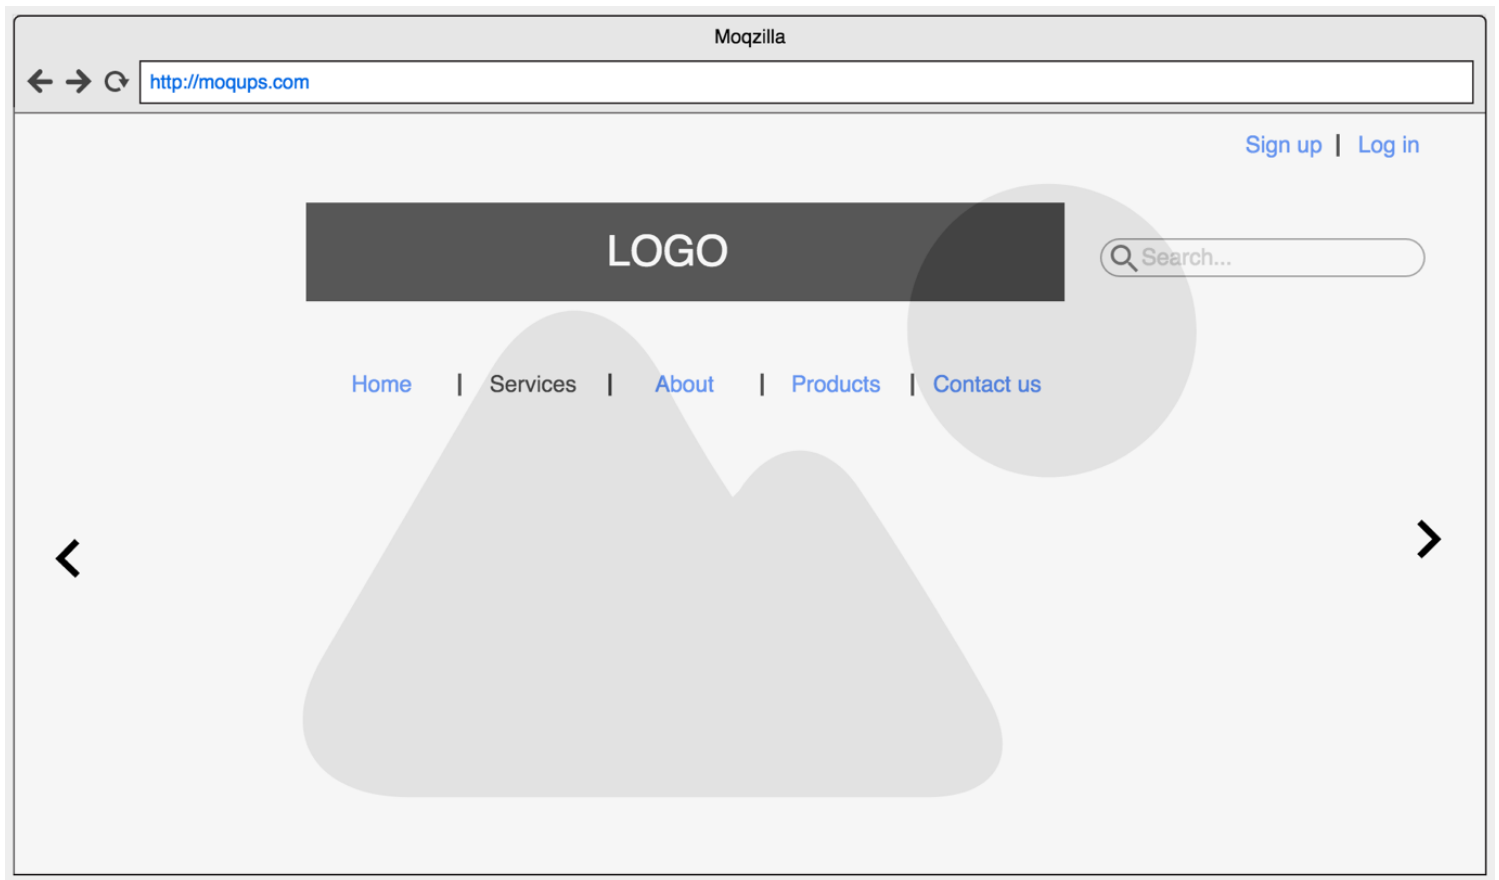 Moqzilla
http://moqups.com
Sign up | Log in
LOGO
Search...
Home | Services | About | Products | Contact us